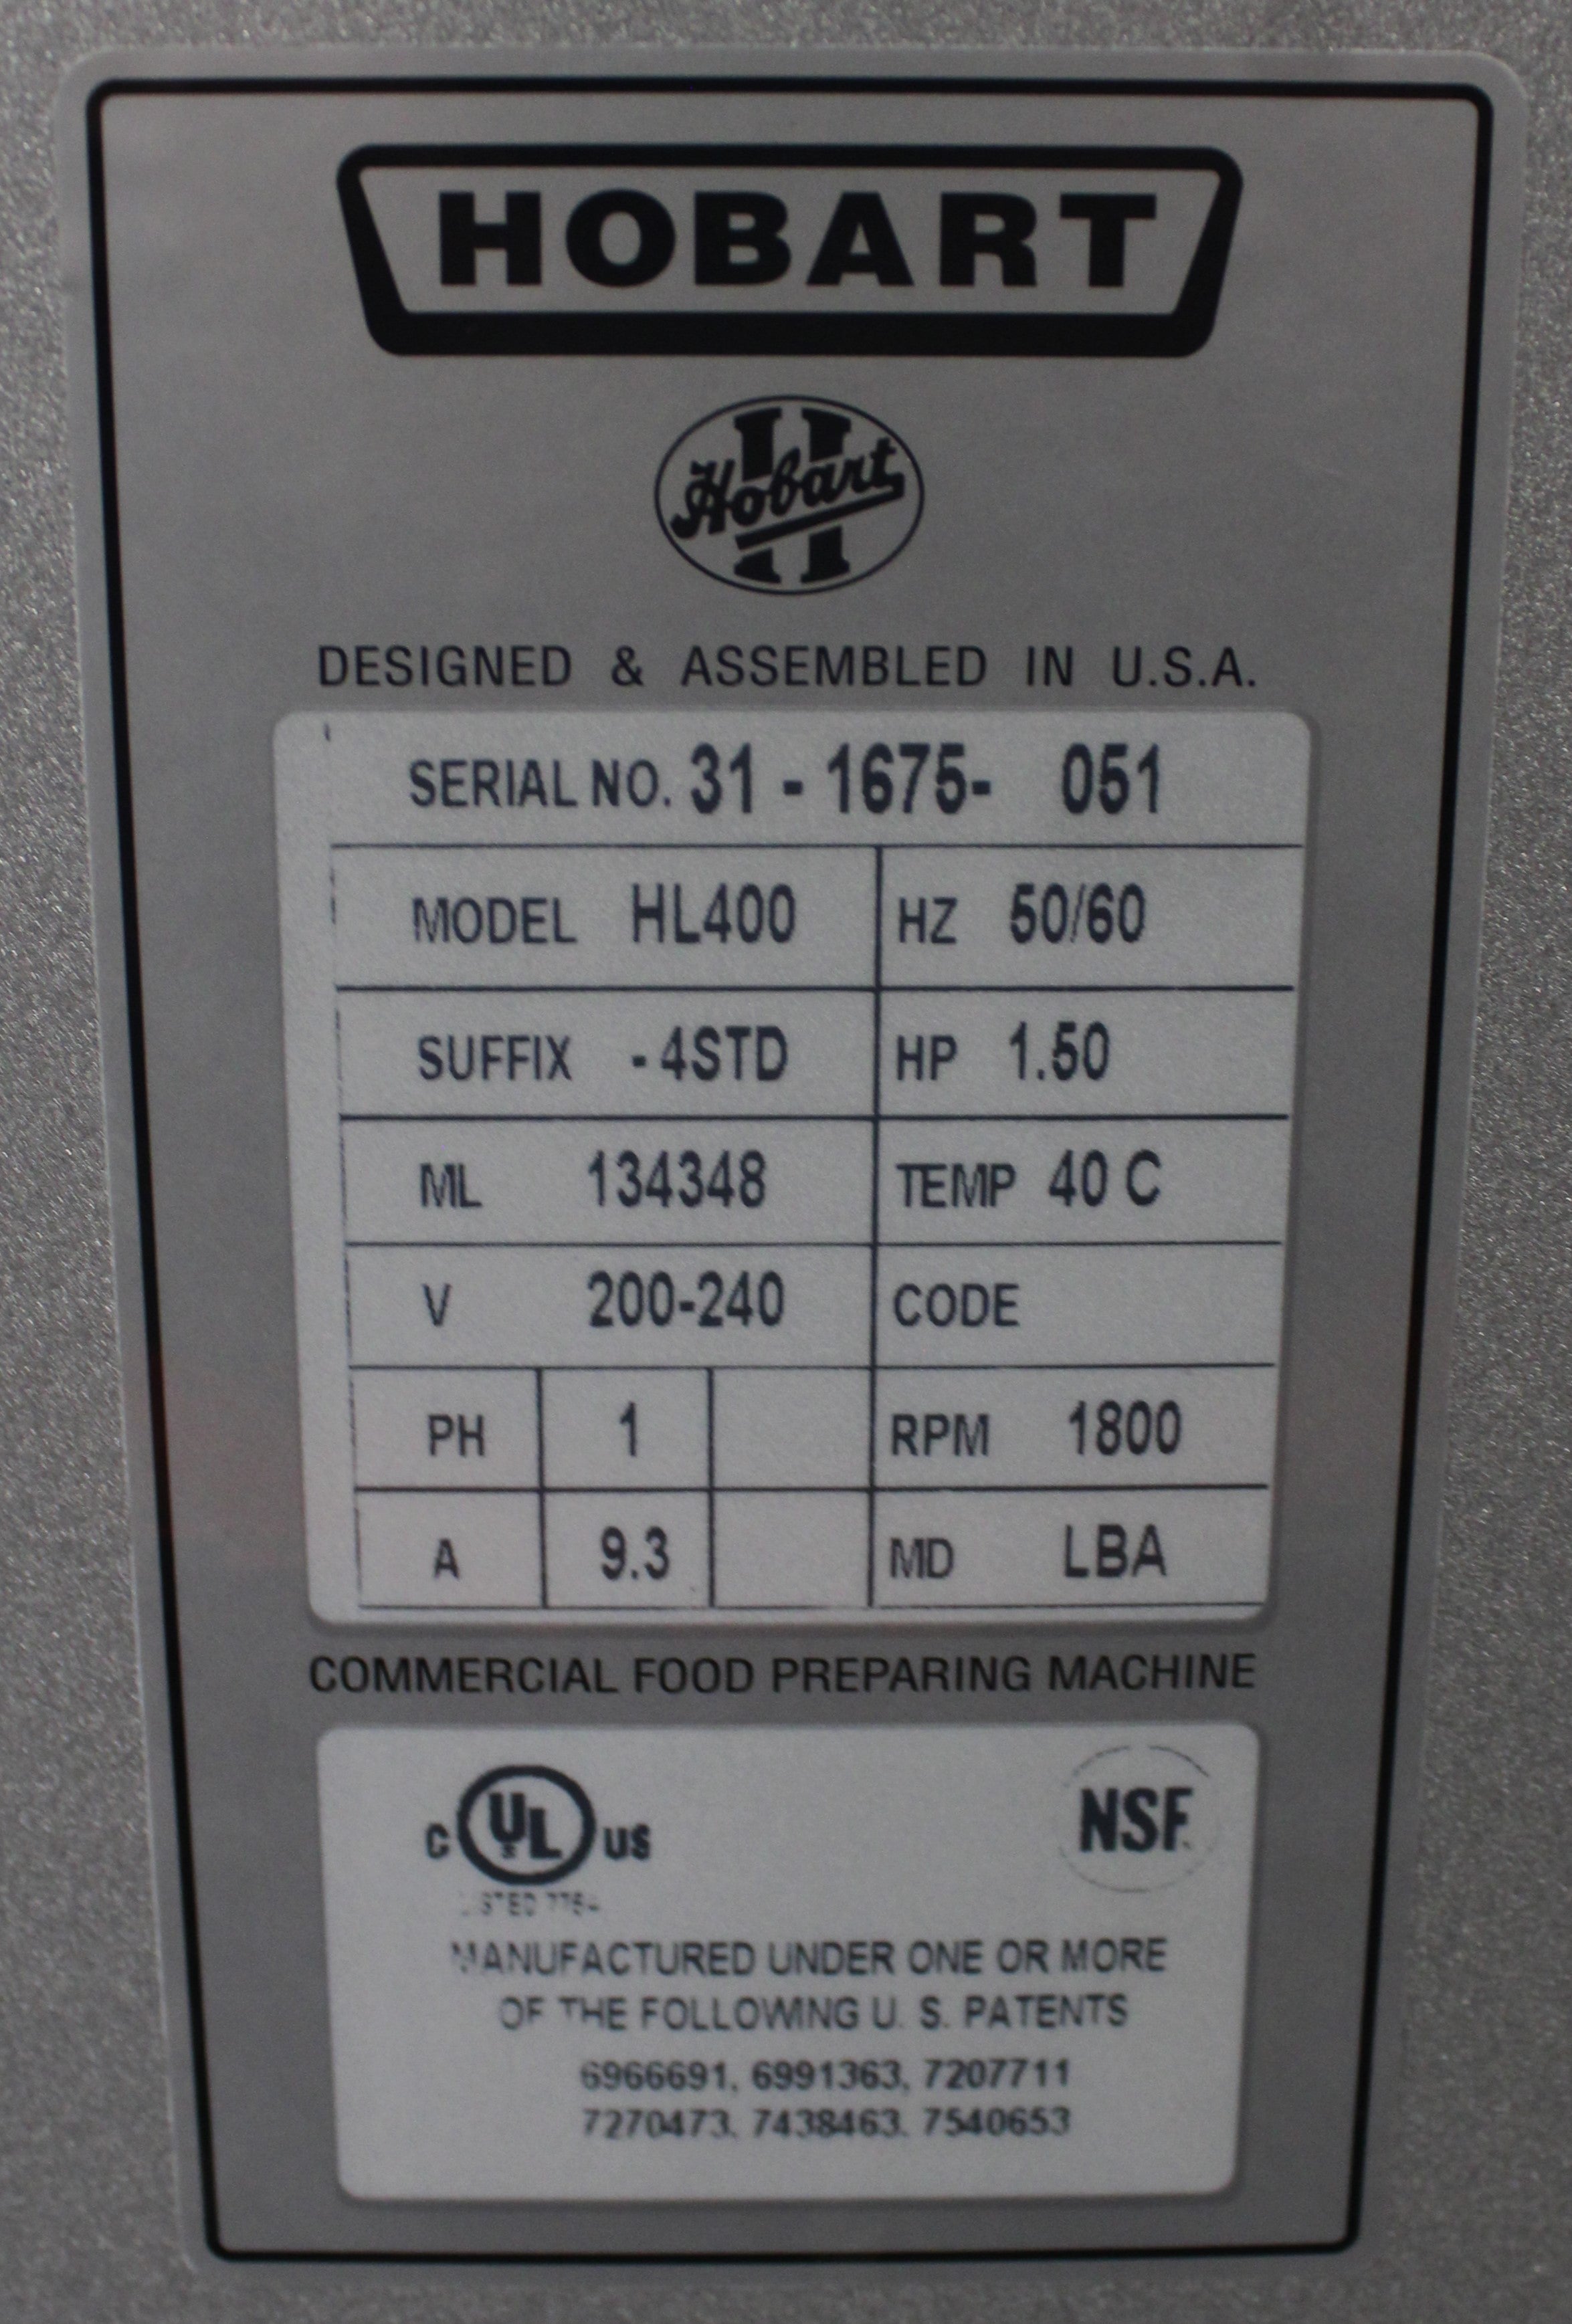 HOBART
Hobart
DESIGNED & ASSEMBLED IN U.S.A.
SERIAL NO. 31 - 1675- 051
MODEL HL400 HZ 50/60
SUFFIX - 4STD HP 1.50
ML 134348 TEMP 40 C
V 200-240 CODE
PH 1 RPM 1800
A 9.3 MD LBA
COMMERCIAL FOOD PREPARING MACHINE
C UL US NSF
LISTED
MANUFACTURED UNDER ONE OR MORE
OF THE FOLLOWING U. S. PATENTS
6966691, 6991363, 7207711
7270473, 7438463, 7540653